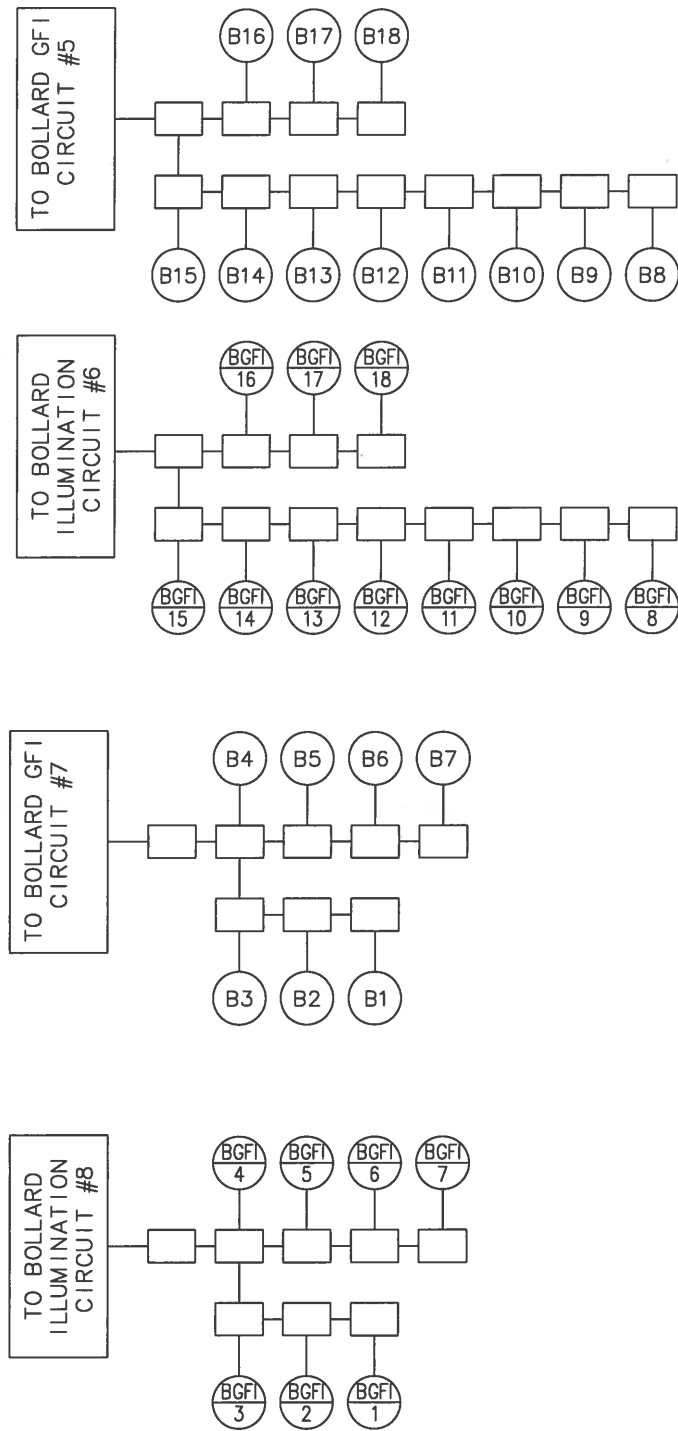 TO BOLLARD GFI
CIRCUIT #5
B16
B17
B18
B15
B14
B13
B12
B11
B10
B9
B8
TO BOLLARD
ILLUMINATION
CIRCUIT #6
BGFI
16
BGFI
17
BGFI
18
BGFI
15
BGFI
14
BGFI
13
BGFI
12
BGFI
11
BGFI
10
BGFI
9
BGFI
8
TO BOLLARD GFI
CIRCUIT #7
B4
B5
B6
B7
B3
B2
B1
TO BOLLARD
ILLUMINATION
CIRCUIT #8
BGFI
4
BGFI
5
BGFI
6
BGFI
7
BGFI
3
BGFI
2
BGFI
1